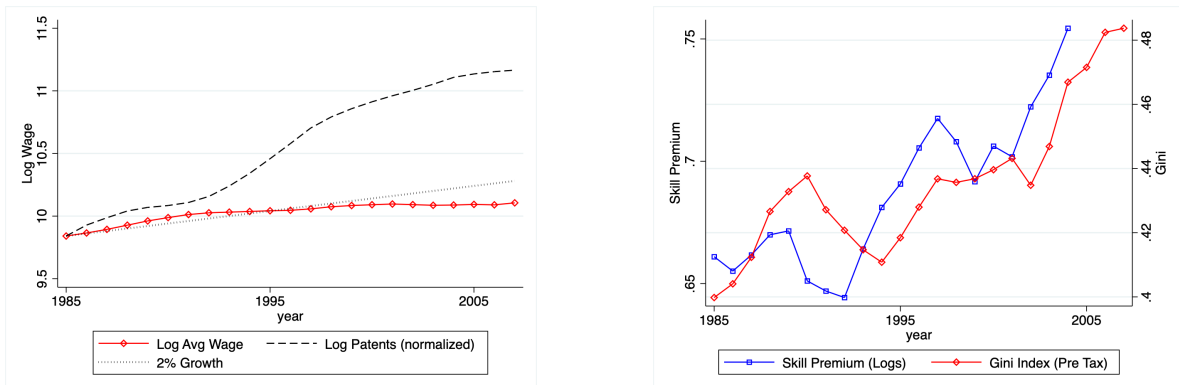 Log Wage
11.5
11
10.5
10
9.5
1985
1995
2005
year
Log Avg Wage
Log Patents (normalized)
2% Growth
Skill Premium
.75
.7
.65
Gini
.48
.46
.44
.42
.4
1985
1995
2005
year
Skill Premium (Logs)
Gini Index (Pre Tax)